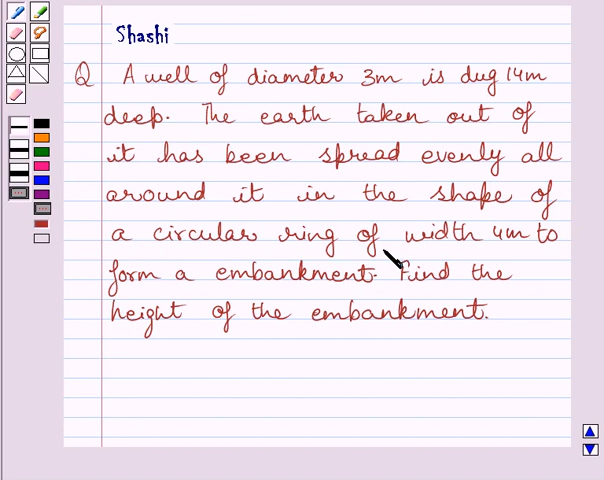 Shashi
Q A well of diameter 3m is dug 14m
deep. The earth taken out of
it has been spread evenly all
around it in the shape of
a circular ring of width 4m to
form a embankment. Find the
height of the embankment.